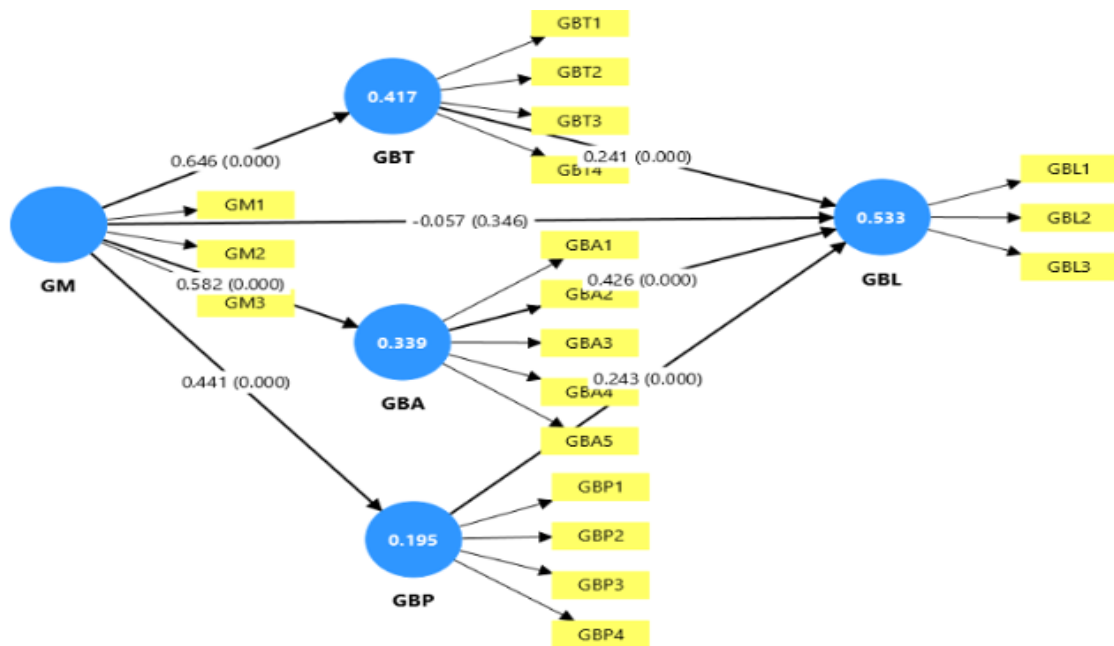 GBT1
GBT2
0.417
GBT3
GBT
0.646 (0.000)
0.241 (0.000)
GBT4
GBL1
GM1
-0.057 (0.346)
0.533
GBL2
GM2
GBA1
GM
0.582 (0.000)
0.426 (0.000)
GBL
GBL3
GM3
GBA2
0.339
GBA3
0.441 (0.000)
0.243 (0.000)
GBA
GBA4
GBA5
GBP1
0.195
GBP2
GBP3
GBP
GBP4